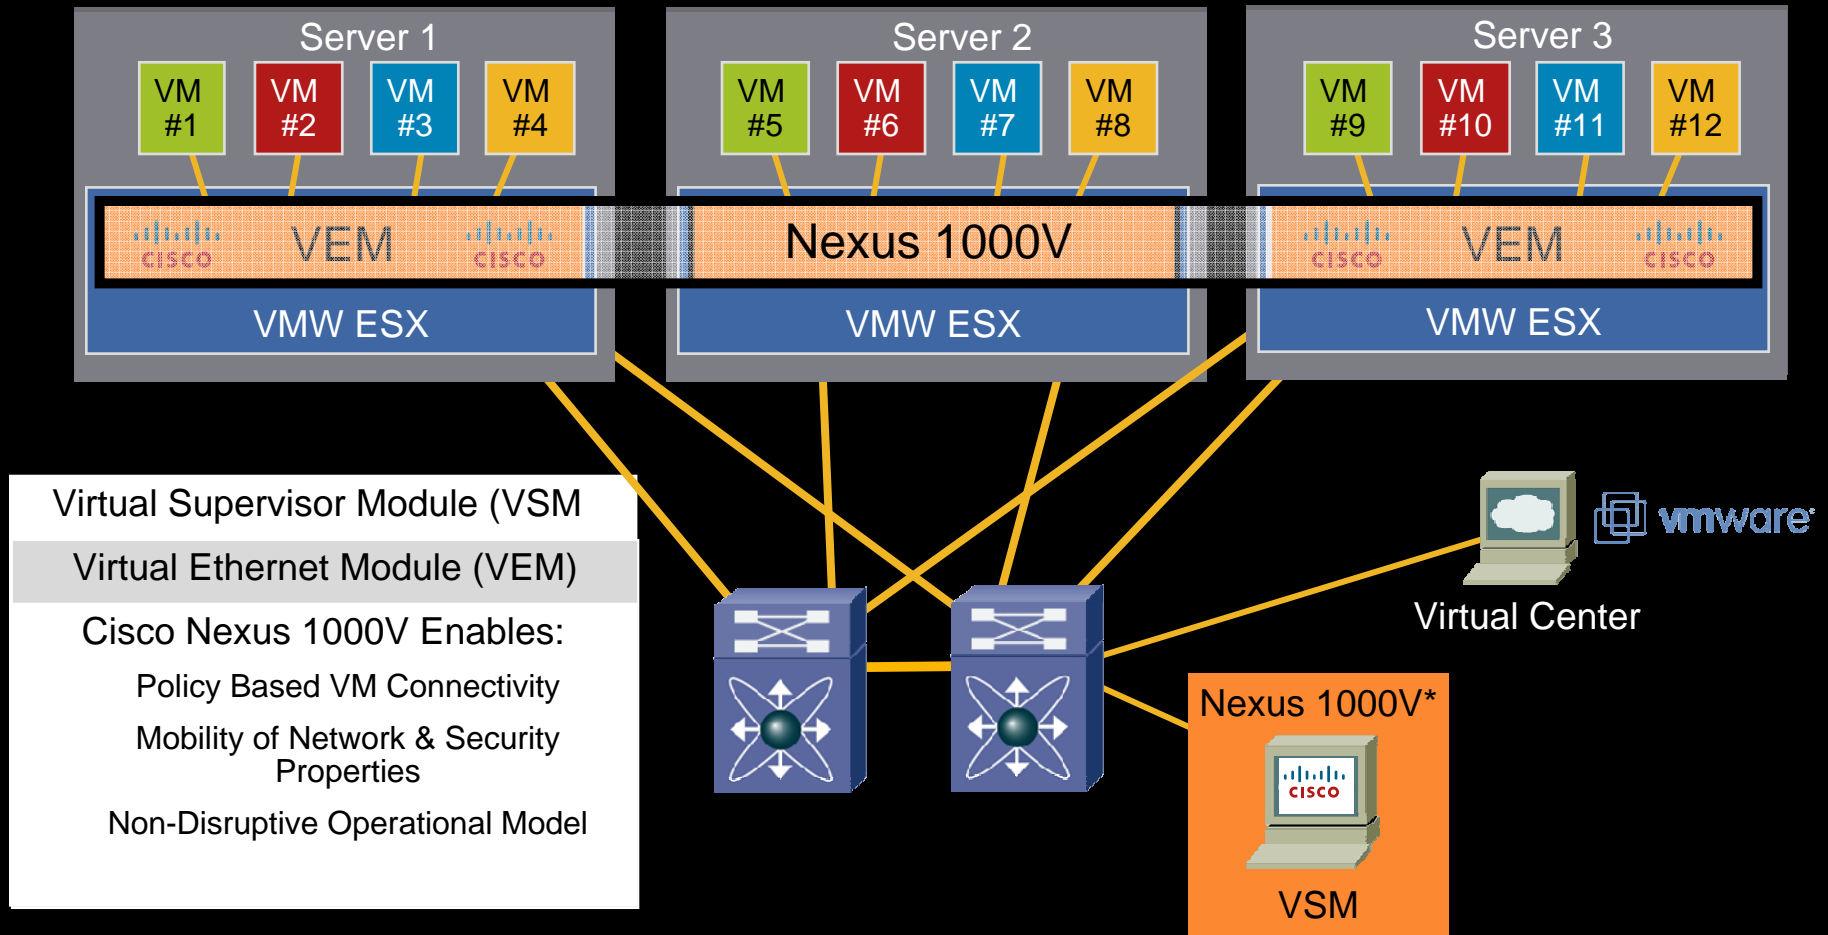 Server 1
Server 2
Server 3
VM
#1
VM
#2
VM
#3
VM
#4
VM
#5
VM
#6
VM
#7
VM
#8
VM
#9
VM
#10
VM
#11
VM
#12
CISCO
VEM
CISCO
Nexus 1000V
CISCO
VEM
CISCO
VMW ESX
VMW ESX
VMW ESX
Virtual Supervisor Module (VSM
Virtual Ethernet Module (VEM)
Cisco Nexus 1000V Enables:
Policy Based VM Connectivity
Mobility of Network & Security
Properties
Non-Disruptive Operational Model
vmware
Virtual Center
Nexus 1000V*
CISCO
VSM